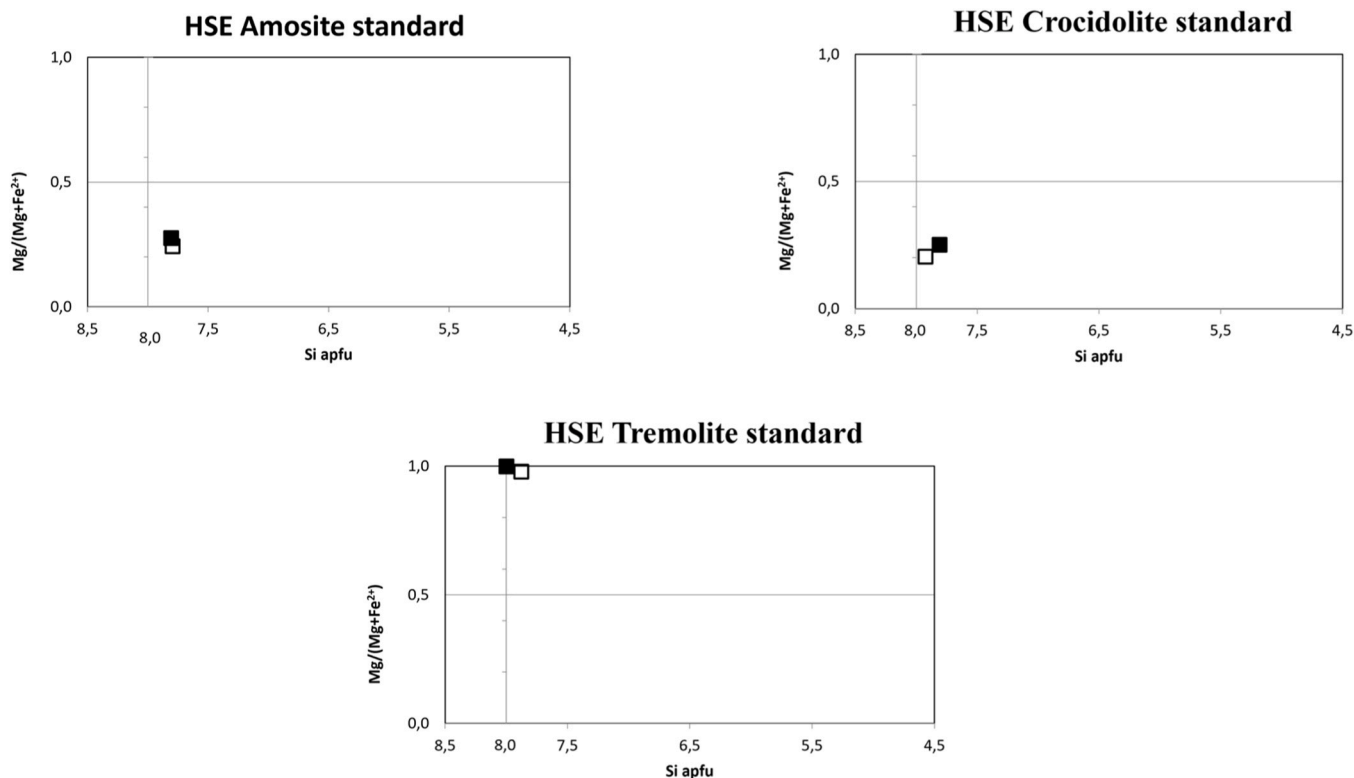 HSE Amosite standard
1,0
0,5
0,0
Mg/(Mg+Fe²⁺)
8,5 8,0 7,5 6,5 5,5 4,5
Si apfu
HSE Crocidolite standard
1,0
0,5
0,0
Mg/(Mg+Fe²⁺)
8,5 8,0 7,5 6,5 5,5 4,5
Si apfu
HSE Tremolite standard
1,0
0,5
0,0
Mg/(Mg+Fe²⁺)
8,5 8,0 7,5 6,5 5,5 4,5
Si apfu